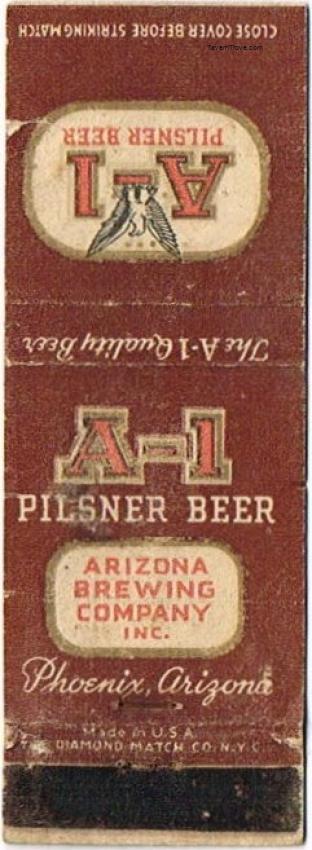 CLOSE COVER BEFORE STRIKING MATCH
TavernTrove.com
A-1
PILSNER BEER
The A-1 Quality Beer
A-1
PILSNER BEER
ARIZONA
BREWING
COMPANY
INC.
Phoenix, Arizona
Made in U.S.A.
THE DIAMOND MATCH CO. N.Y.C.